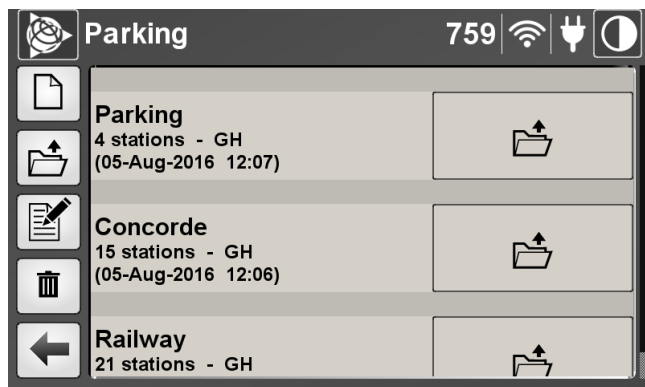 Parking
759
Parking
4 stations - GH
(05-Aug-2016 12:07)
Concorde
15 stations - GH
(05-Aug-2016 12:06)
Railway
21 stations - GH